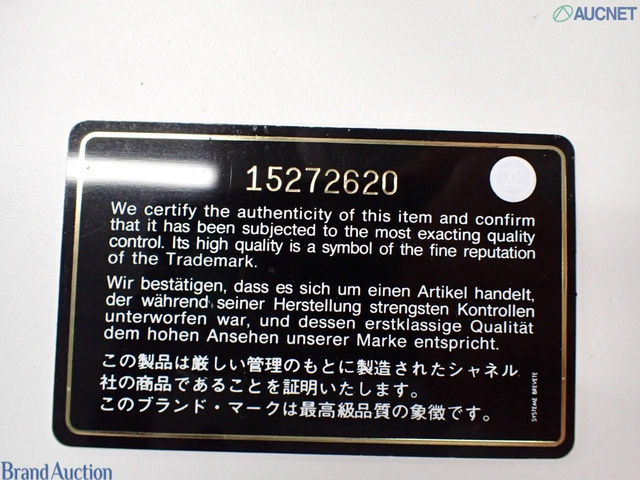 AUCNET
15272620
We certify the authenticity of this item and confirm
that it has been subjected to the most exacting quality
control. Its high quality is a symbol of the fine reputation
of the Trademark.
Wir bestätigen, dass es sich um einen Artikel handelt,
der während seiner Herstellung strengsten Kontrollen
unterworfen war, und dessen erstklassige Qualität
dem hohen Ansehen unserer Marke entspricht.
この製品は厳しい管理のもとに製造されたシャネル
社の商品であることを証明いたします。
このブランド・マークは最高級品質の象徴です。
SYSTEME BREVETE
Brand Auction